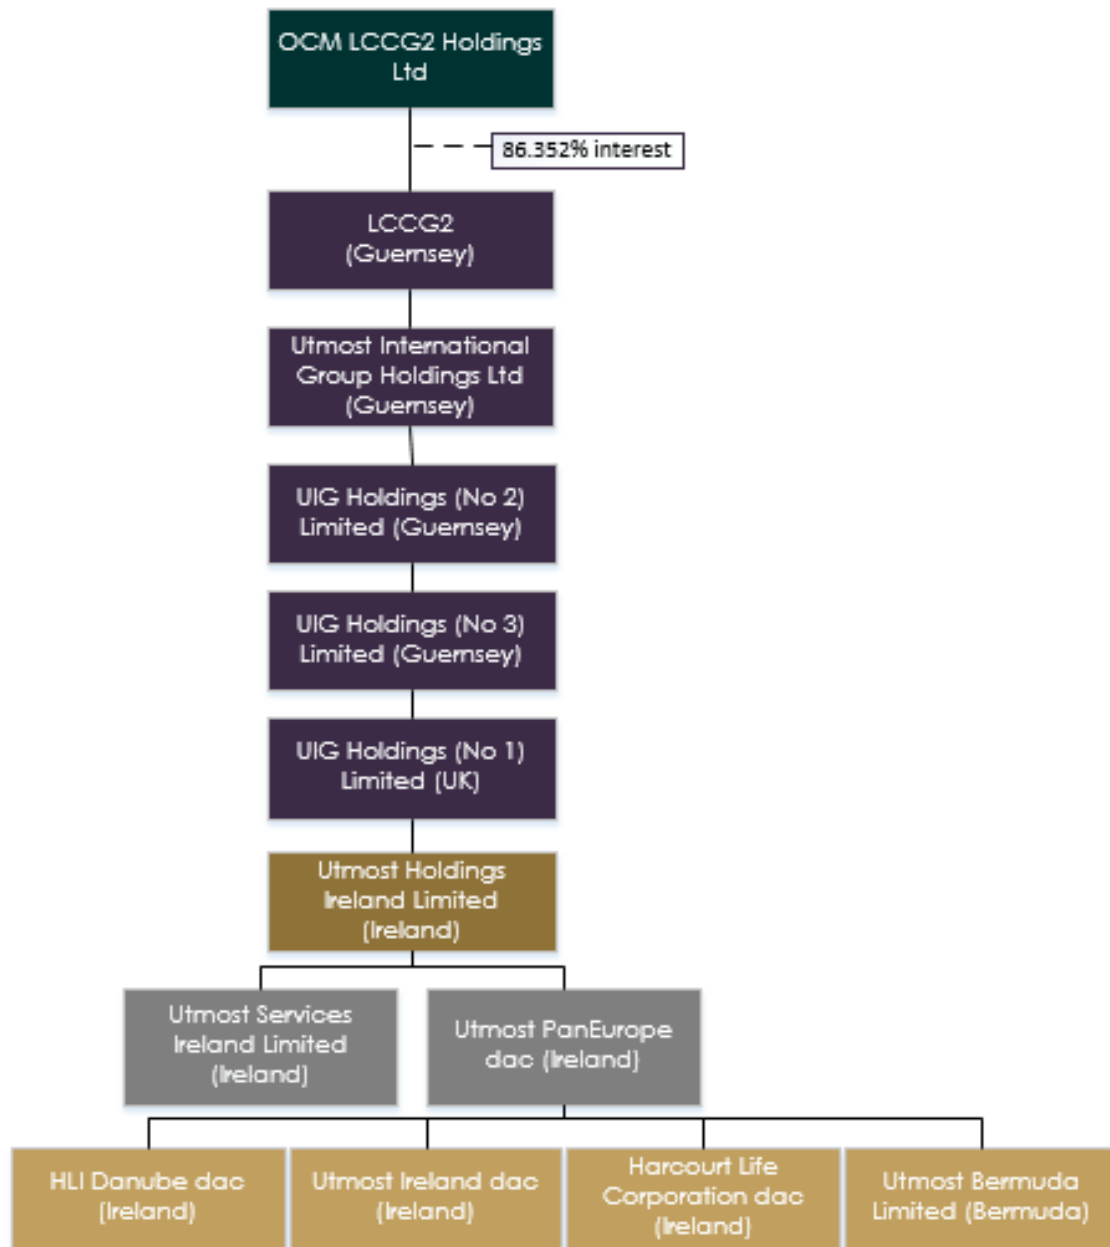 OCM LCCG2 Holdings
Ltd
86.352% interest
LCCG2
(Guernsey)
Utmost International
Group Holdings Ltd
(Guernsey)
UIG Holdings (No 2)
Limited (Guernsey)
UIG Holdings (No 3)
Limited (Guernsey)
UIG Holdings (No 1)
Limited (UK)
Utmost Holdings
Ireland Limited
(Ireland)
Utmost Services
Ireland Limited
(Ireland)
Utmost PanEurope
dac (Ireland)
HLI Danube dac
(Ireland)
Utmost Ireland dac
(Ireland)
Harcourt Life
Corporation dac
(Ireland)
Utmost Bermuda
Limited (Bermuda)